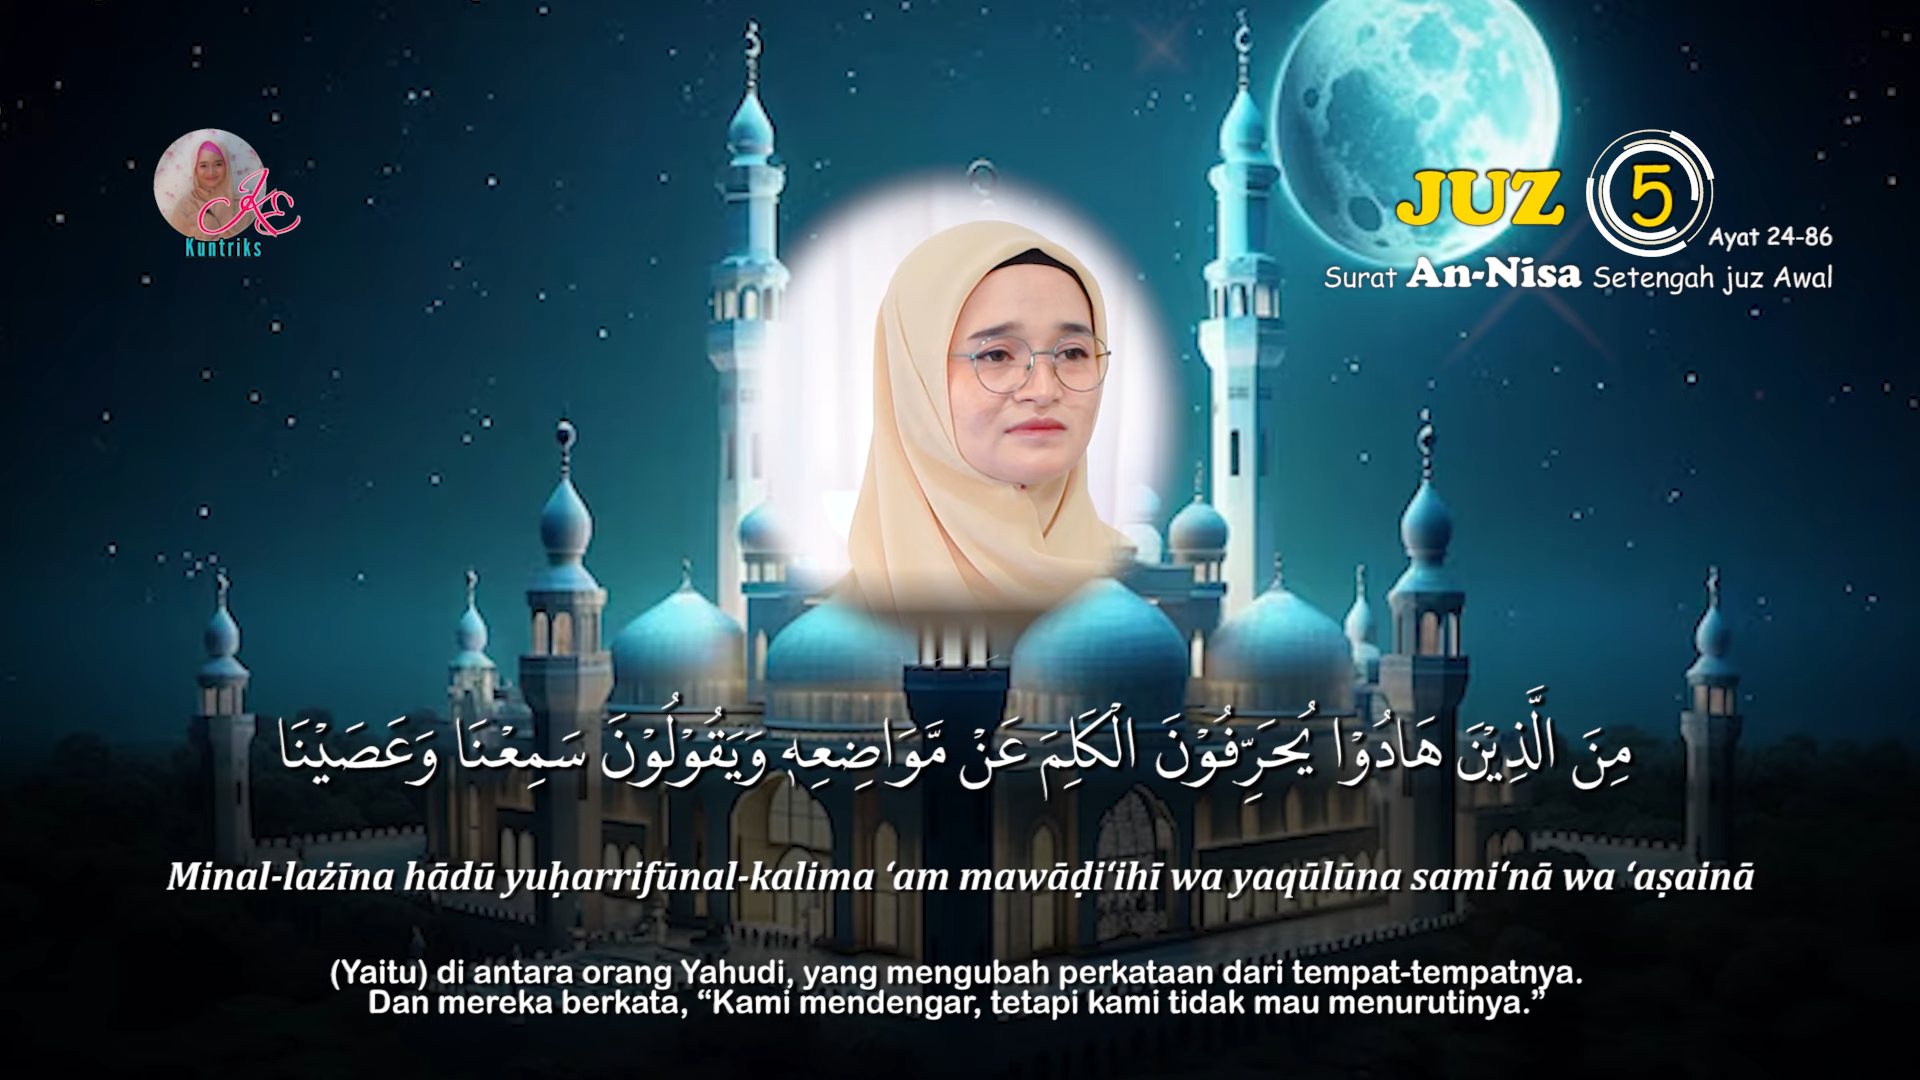 KE
Kuntriks
JUZ 5
Ayat 24-86
Surat An-Nisa Setengah juz Awal
مِنَ الَّذِيْنَ هَادُوْا يُحَرِّفُوْنَ الْكَلِمَ عَنْ مَّوَاضِعِهٖ وَيَقُوْلُوْنَ سَمِعْنَا وَعَصَيْنَا
Minal-lażīna hādū yuḥarrifūnal-kalima ‘am mawāḍi‘ihī wa yaqūlūna sami‘nā wa ‘aṣainā
(Yaitu) di antara orang Yahudi, yang mengubah perkataan dari tempat-tempatnya.
Dan mereka berkata, “Kami mendengar, tetapi kami tidak mau menurutinya.”